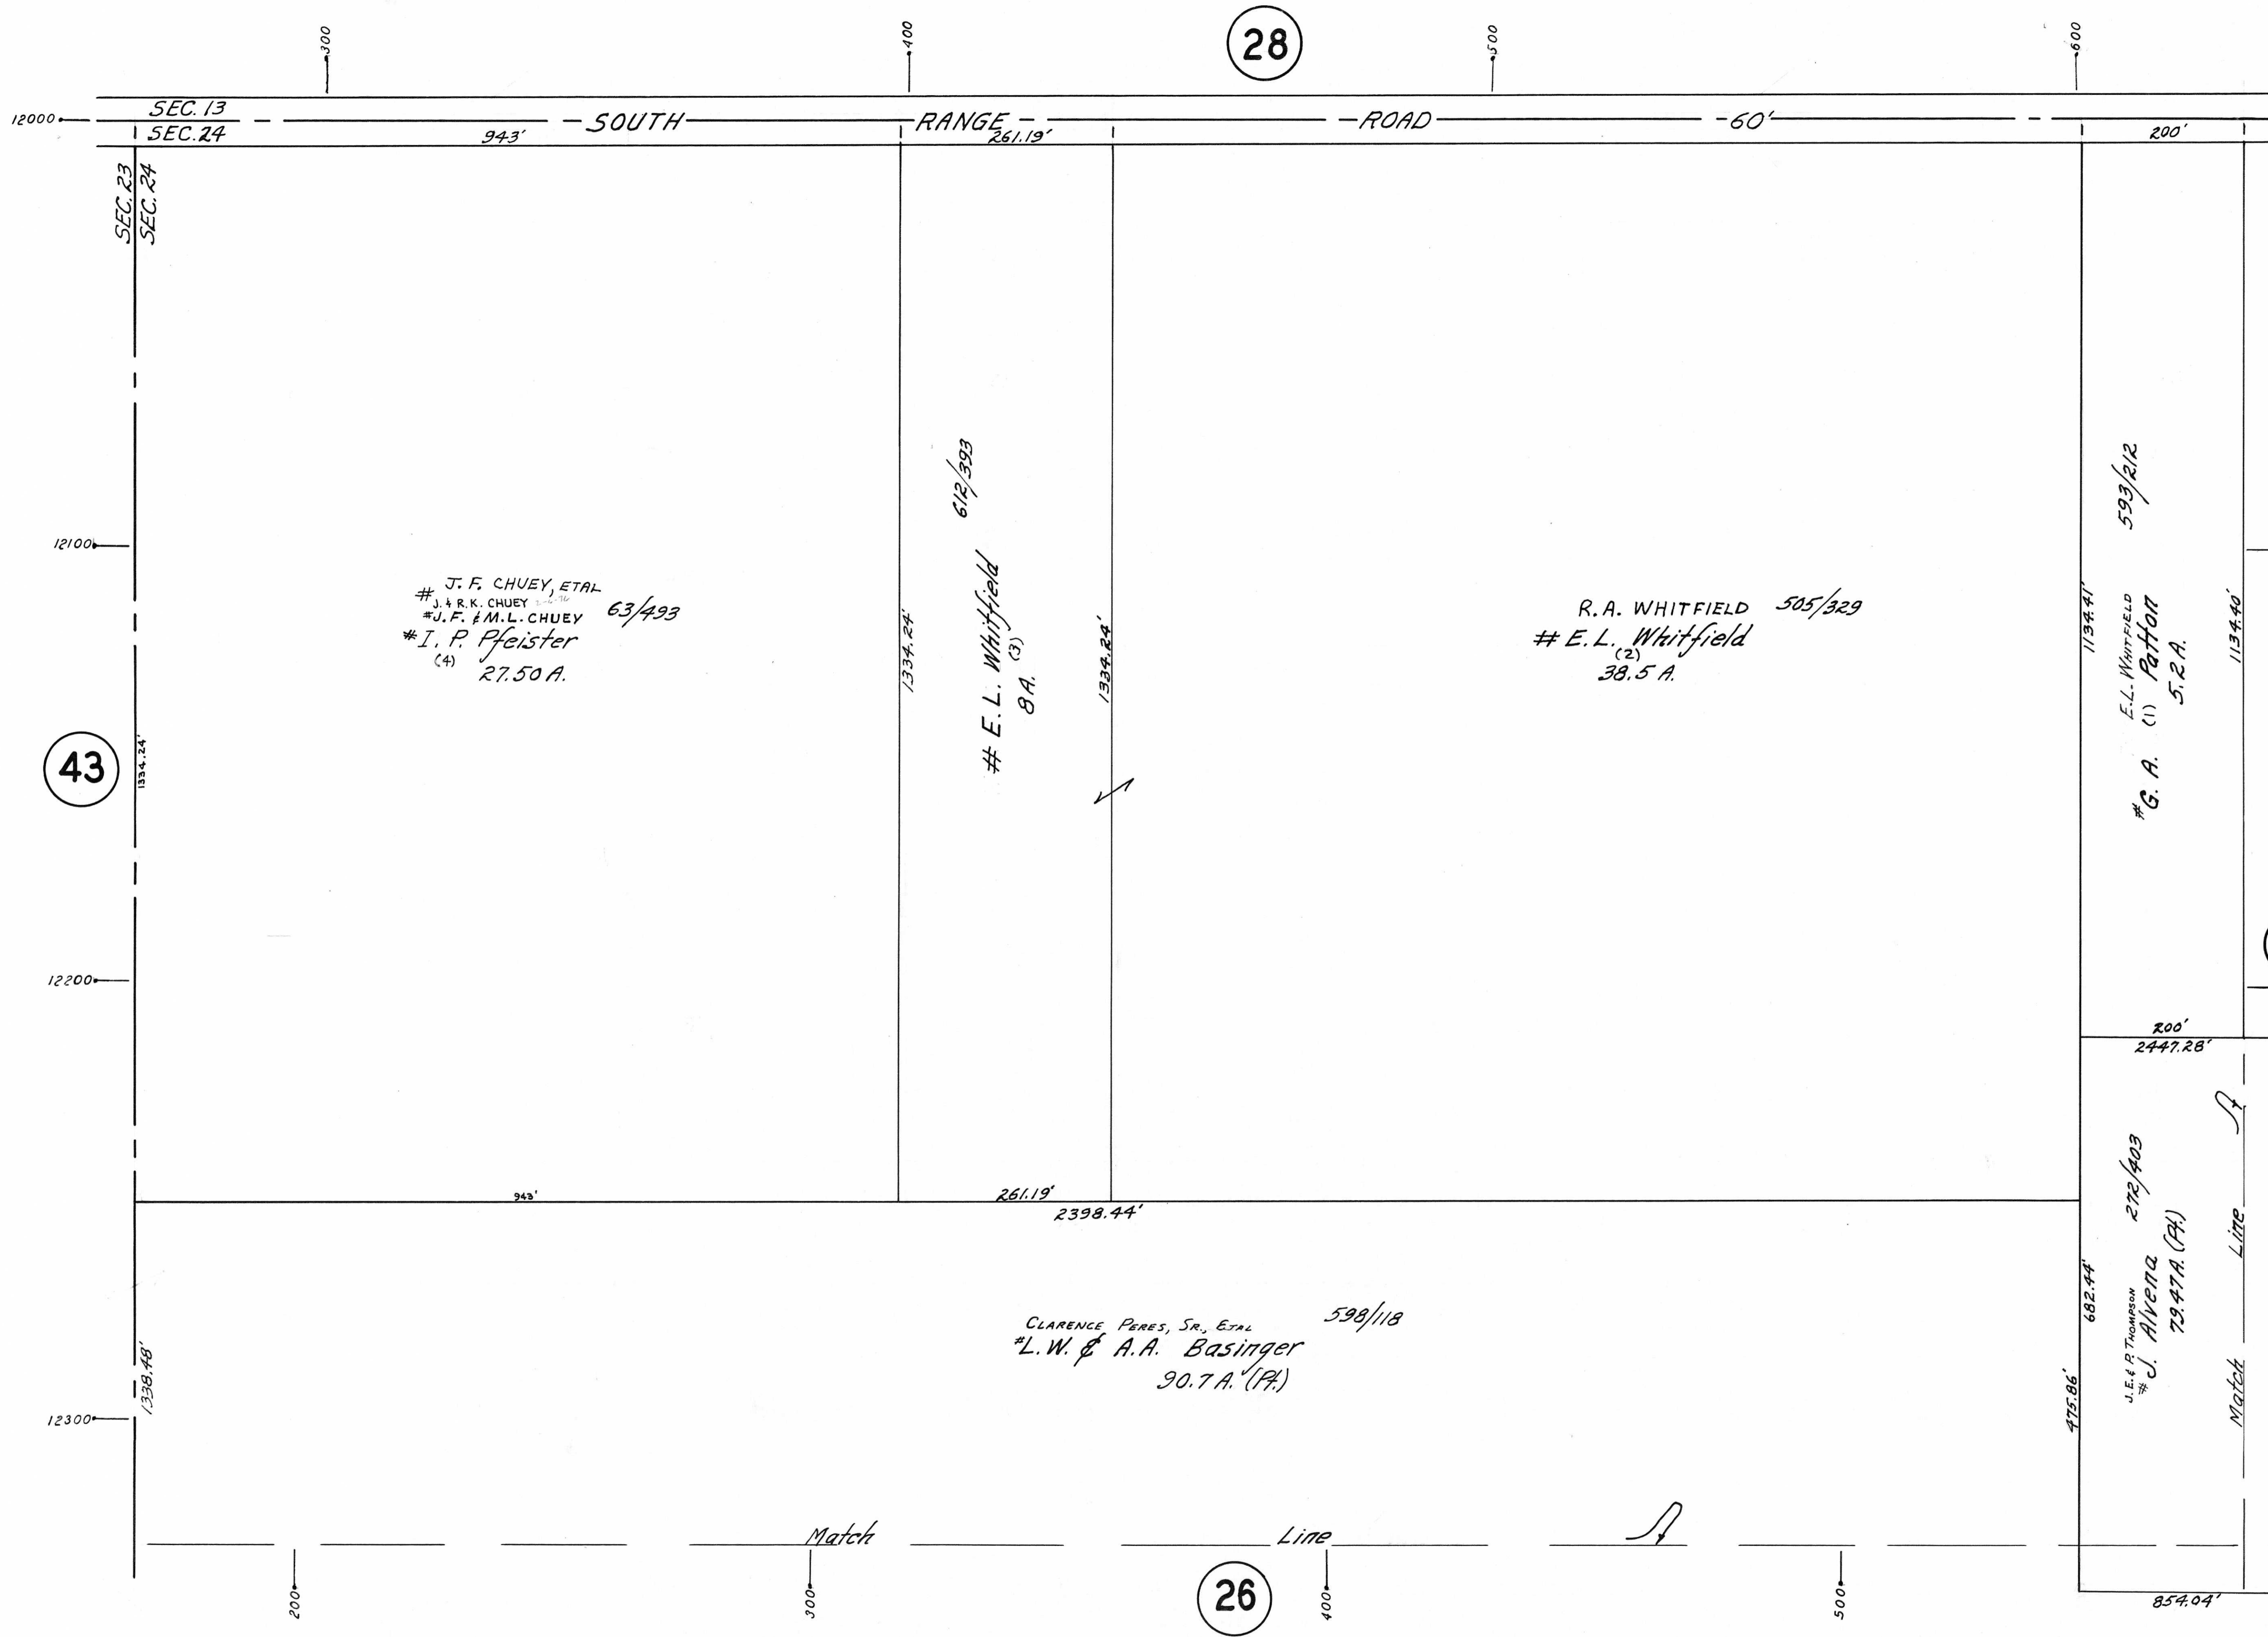 300
400
28
500
600
12000
SEC. 13
SOUTH RANGE ROAD 60'
SEC. 24
943'
261.19'
200'
SEC. 23
SEC. 24
12100
# J. F. CHUEY, ETAL
J. & R.K. CHUEY
#J.F. & M.L. CHUEY 63/493
# I. P. Pfeister
(4)
27.50 A.
1334.24'
# E. L. Whitfield 612/393
(3)
8 A.
1334.24'
R.A. WHITFIELD 505/329
# E. L. Whitfield
(2)
38.5 A.
1134.41'
E.L. WHITFIELD 593/212
# G. A. (1) Patton
5.2 A.
1134.40'
43
1334.24'
12200
200'
2447.28'
943'
261.19'
2398.44'
12300
1338.48'
CLARENCE PERES, SR., ETAL 598/118
#L.W. & A.A. Basinger
90.7 A. (Pt.)
682.44'
475.86'
J.E. & P. THOMPSON 272/403
# J. Alvena
79.47 A. (Pt.)
Match Line
Match Line
200
300
26
400
500
854.04'